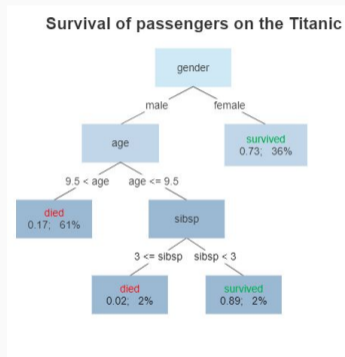 Survival of passengers on the Titanic
gender
male female
age
survived
0.73; 36%
9.5 < age age <= 9.5
died
0.17; 61%
sibsp
3 <= sibsp sibsp < 3
died
0.02; 2%
survived
0.89; 2%